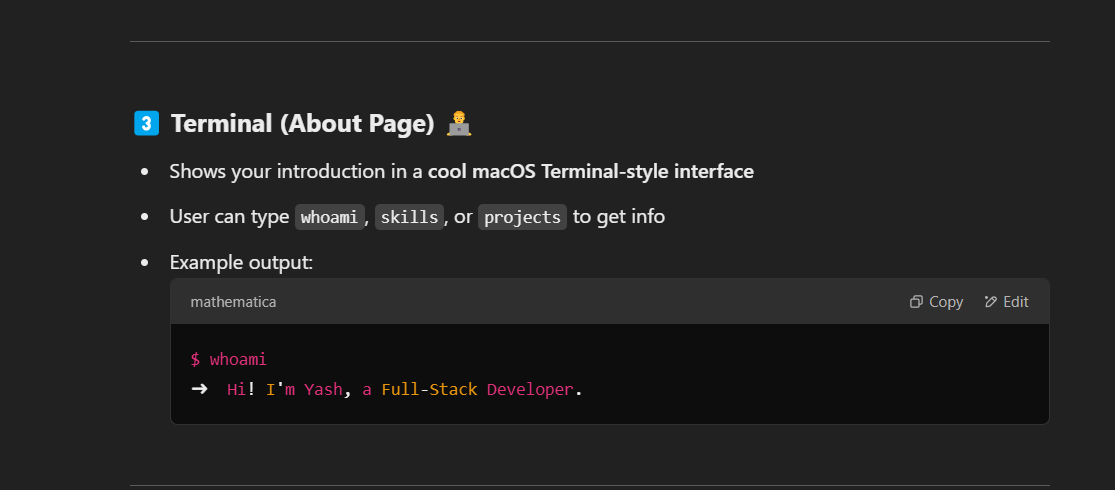 3 Terminal (About Page) 👨‍💻
• Shows your introduction in a cool macOS Terminal-style interface
• User can type whoami, skills, or projects to get info
• Example output:
mathematica Copy Edit
$ whoami
➜ Hi! I'm Yash, a Full-Stack Developer.